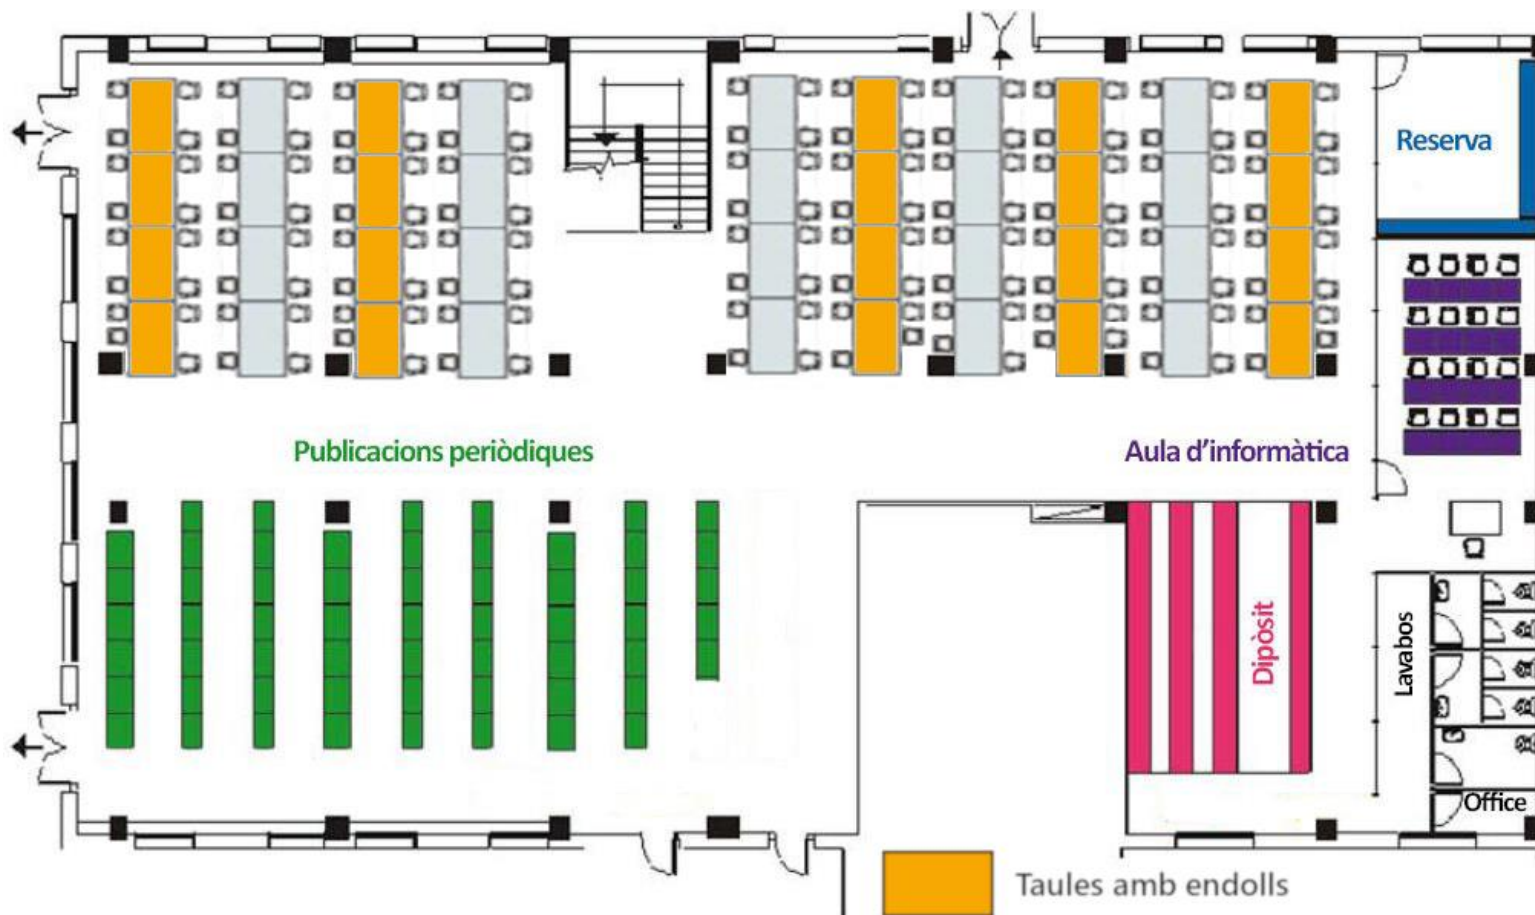 Reserva
Publicacions periòdiques
Aula d'informàtica
Dipòsit
Lavabos
Office
Taules amb endolls